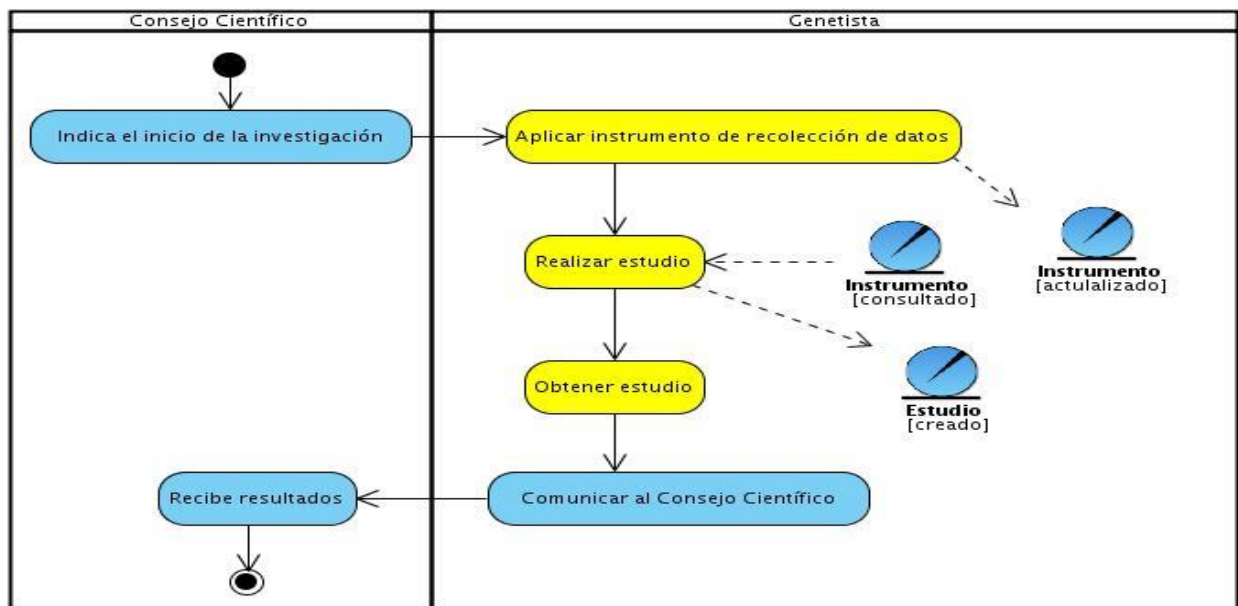 Consejo Científico
Genetista
Indica el inicio de la investigación
Aplicar instrumento de recolección de datos
Realizar estudio
Instrumento
[consultado]
Instrumento
[actulalizado]
Obtener estudio
Estudio
[creado]
Recibe resultados
Comunicar al Consejo Científico